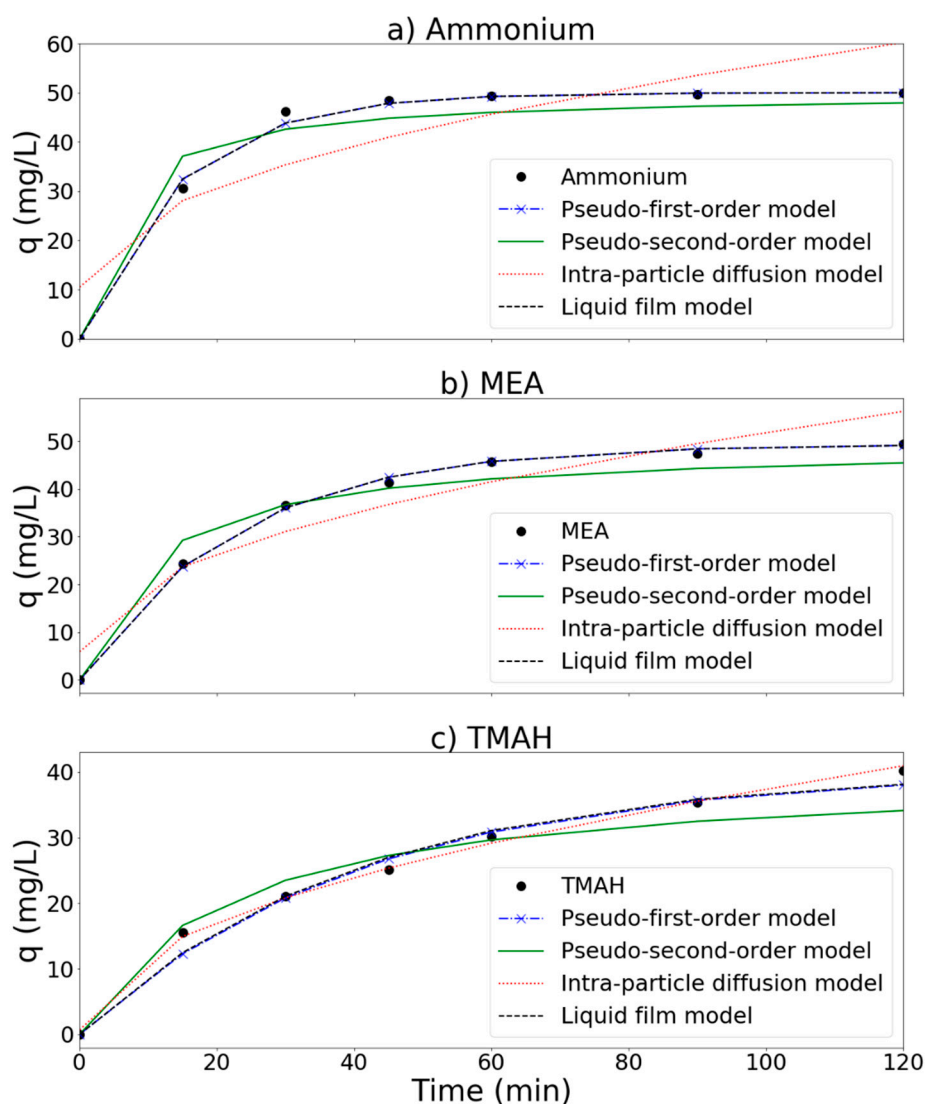 a) Ammonium
60
50
40
30
20
10
0
q (mg/L)
Ammonium
Pseudo-first-order model
Pseudo-second-order model
Intra-particle diffusion model
Liquid film model
b) MEA
50
40
30
20
10
0
q (mg/L)
MEA
Pseudo-first-order model
Pseudo-second-order model
Intra-particle diffusion model
Liquid film model
c) TMAH
40
30
20
10
0
q (mg/L)
TMAH
Pseudo-first-order model
Pseudo-second-order model
Intra-particle diffusion model
Liquid film model
0 20 40 60 80 100 120
Time (min)